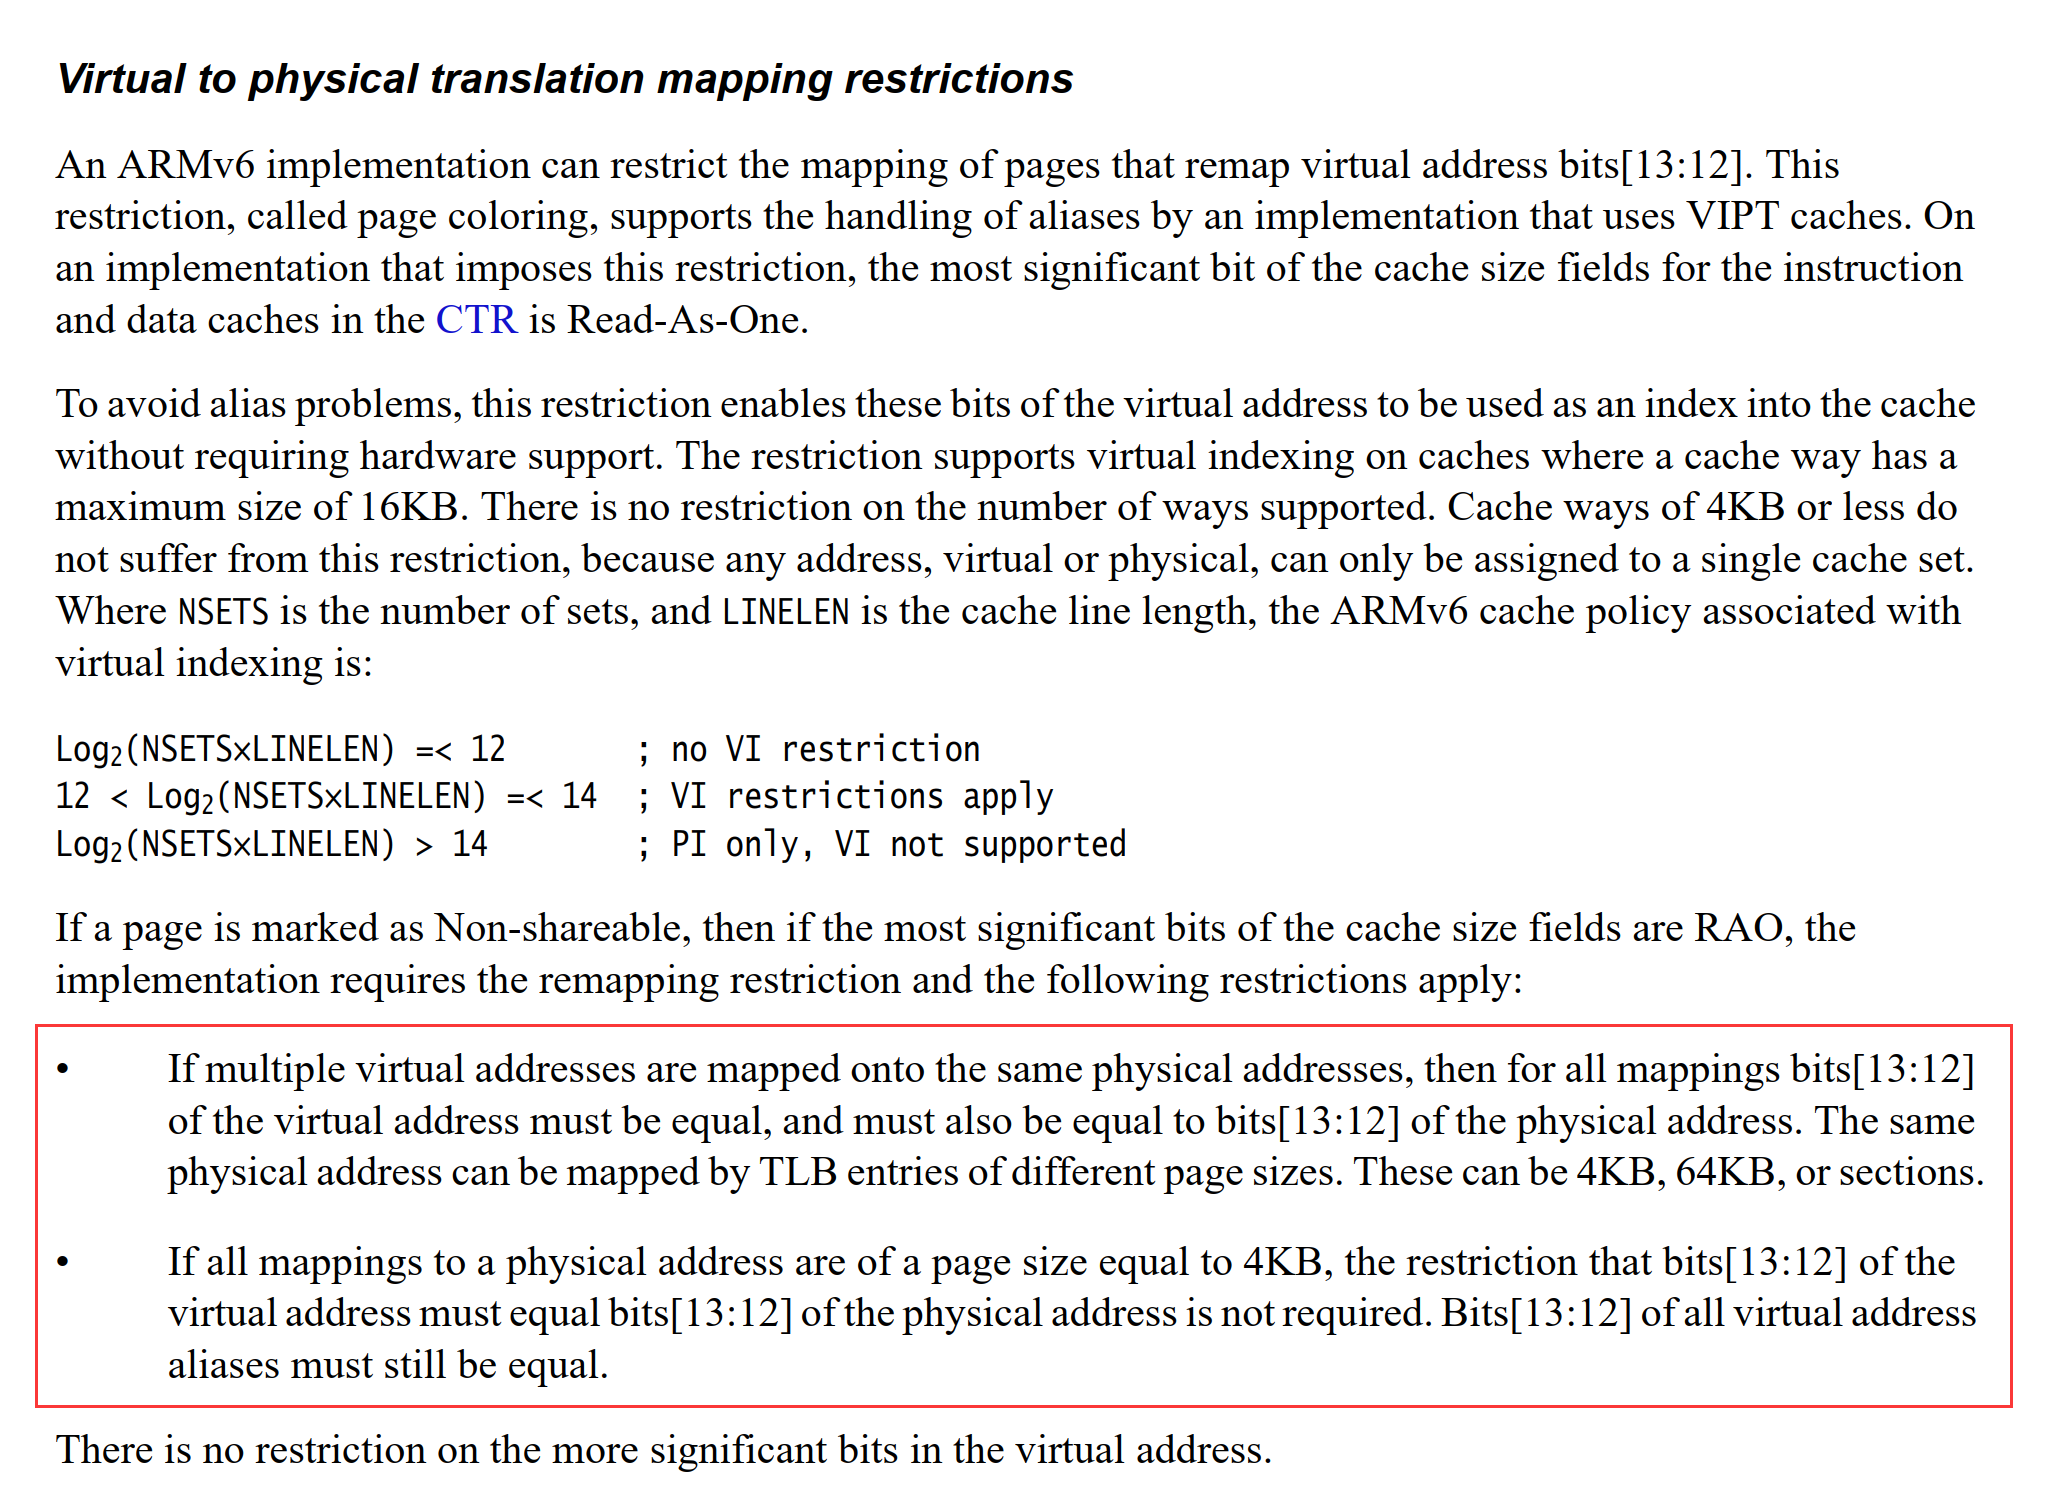 Virtual to physical translation mapping restrictions
An ARMv6 implementation can restrict the mapping of pages that remap virtual address bits[13:12]. This
restriction, called page coloring, supports the handling of aliases by an implementation that uses VIPT caches. On
an implementation that imposes this restriction, the most significant bit of the cache size fields for the instruction
and data caches in the CTR is Read-As-One.
To avoid alias problems, this restriction enables these bits of the virtual address to be used as an index into the cache
without requiring hardware support. The restriction supports virtual indexing on caches where a cache way has a
maximum size of 16KB. There is no restriction on the number of ways supported. Cache ways of 4KB or less do
not suffer from this restriction, because any address, virtual or physical, can only be assigned to a single cache set.
Where NSETS is the number of sets, and LINELEN is the cache line length, the ARMv6 cache policy associated with
virtual indexing is:
Log₂(NSETS×LINELEN) =< 12 ; no VI restriction
12 < Log₂(NSETS×LINELEN) =< 14 ; VI restrictions apply
Log₂(NSETS×LINELEN) > 14 ; PI only, VI not supported
If a page is marked as Non-shareable, then if the most significant bits of the cache size fields are RAO, the
implementation requires the remapping restriction and the following restrictions apply:
• If multiple virtual addresses are mapped onto the same physical addresses, then for all mappings bits[13:12]
of the virtual address must be equal, and must also be equal to bits[13:12] of the physical address. The same
physical address can be mapped by TLB entries of different page sizes. These can be 4KB, 64KB, or sections.
• If all mappings to a physical address are of a page size equal to 4KB, the restriction that bits[13:12] of the
virtual address must equal bits[13:12] of the physical address is not required. Bits[13:12] of all virtual address
aliases must still be equal.
There is no restriction on the more significant bits in the virtual address.